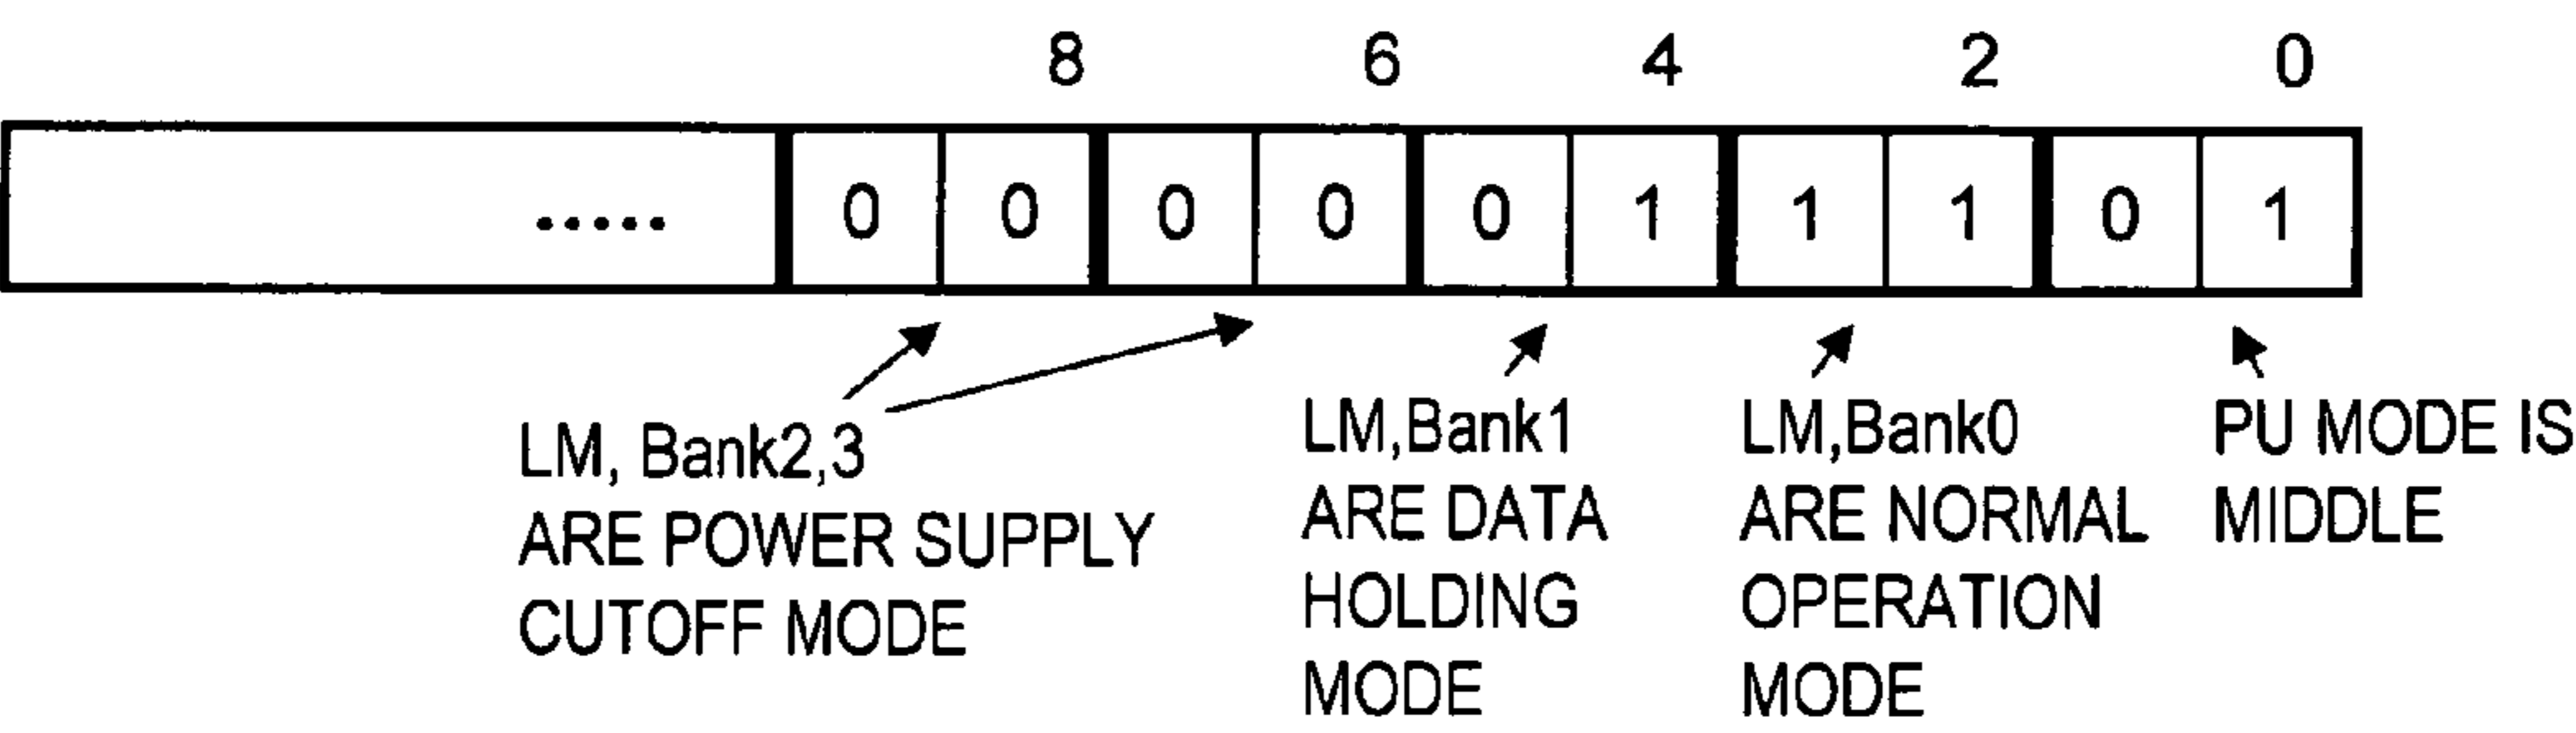 8 6 4 2 0
..... 0 0 0 0 0 1 1 1 0 1
LM, Bank2,3
ARE POWER SUPPLY
CUTOFF MODE
LM,Bank1
ARE DATA
HOLDING
MODE
LM,Bank0
ARE NORMAL
OPERATION
MODE
PU MODE IS
MIDDLE